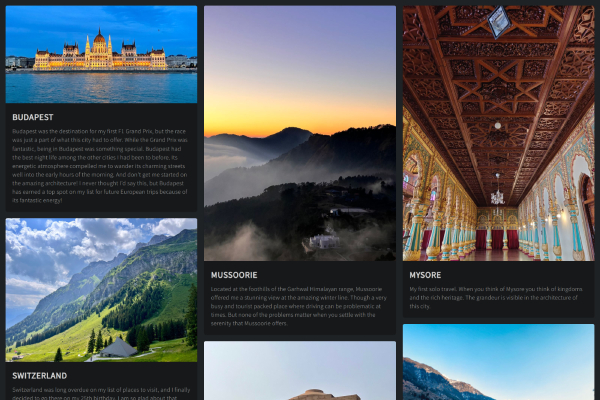 BUDAPEST
Budapest was the destination for my first F1 Grand Prix, but the race
was just a part of what this city had to offer. While the Grand Prix was
fantastic, being in Budapest was something special. Budapest had
the best night life among the other cities I had been to before. Its
energetic atmosphere compelled me to wander its charming streets
well into the early hours of the morning. And don't get me started on
the amazing architecture! I never thought I'd say this, but Budapest
has earned a top spot on my list for future European trips because of
its fantastic energy!
SWITZERLAND
Switzerland was long overdue on my list of places to visit, and I finally
decided to go there on my 25th birthday. I am so glad about that
MUSSOORIE
Located at the foothills of the Garhwal Himalayan range, Mussoorie
offered me a stunning view at the amazing winter line. Though a very
busy and tourist packed place where driving can be problematic at
times. But none of the problems matter when you settle with the
serenity that Mussoorie offers.
MYSORE
My first solo travel. When you think of Mysore you think of kingdoms
and the rich heritage. The grandeur is visible in the architecture of
this city.